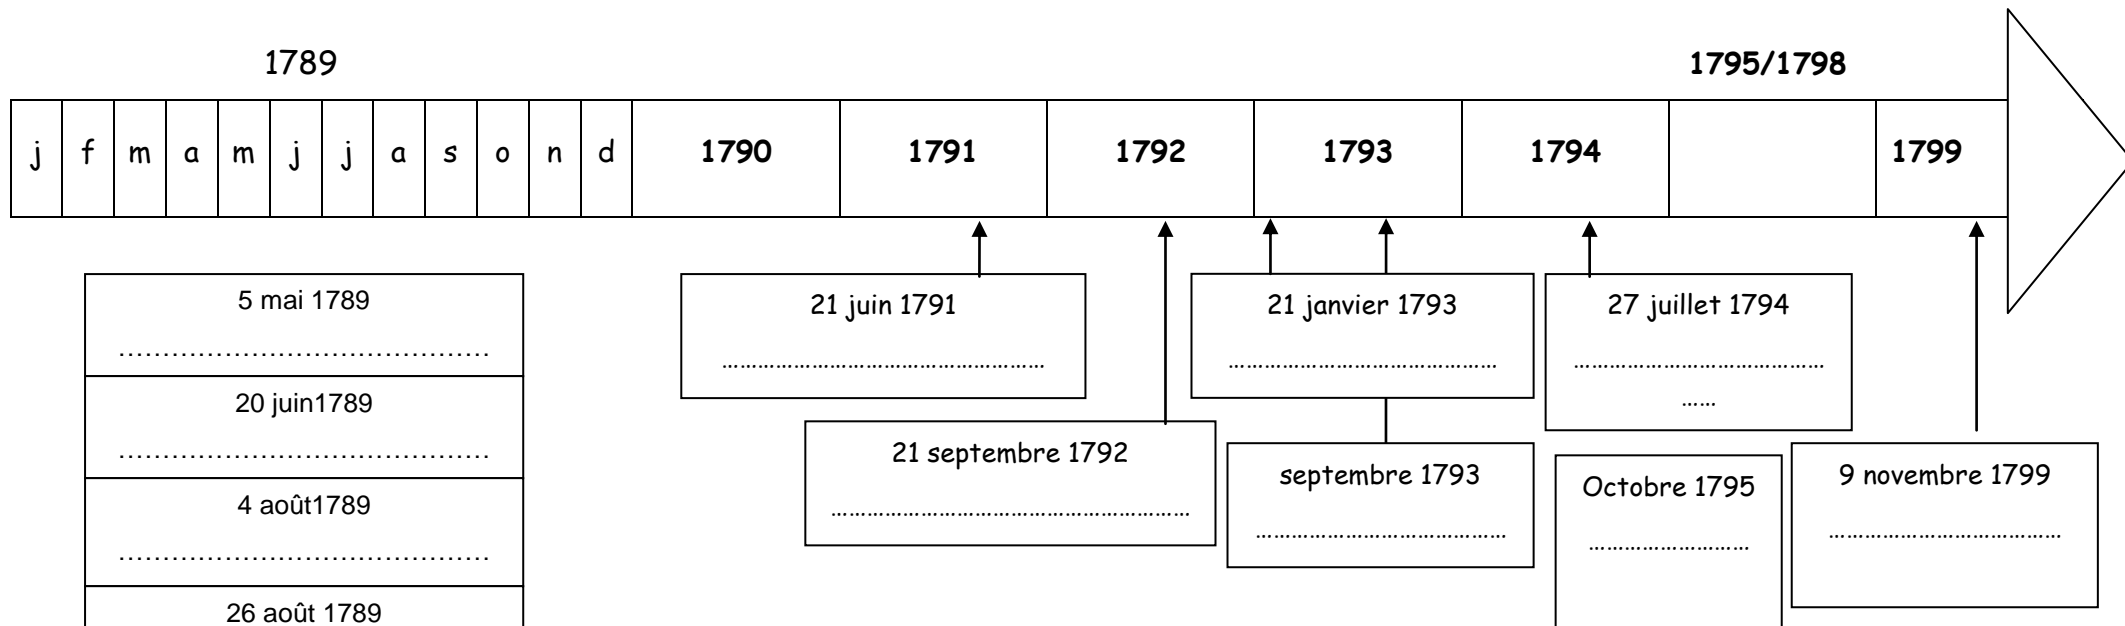 1789
1795/1798
j f m a m j j a s o n d 1790 1791 1792 1793 1794 1799
5 mai 1789
……………………………………
20 juin1789
……………………………………
4 août1789
……………………………………
26 août 1789
21 juin 1791
………………………………………………
21 septembre 1792
……………………………………………………
21 janvier 1793
………………………………………
septembre 1793
……………………………………
27 juillet 1794
……………………………………
……
Octobre 1795
………………………
9 novembre 1799
…………………………………